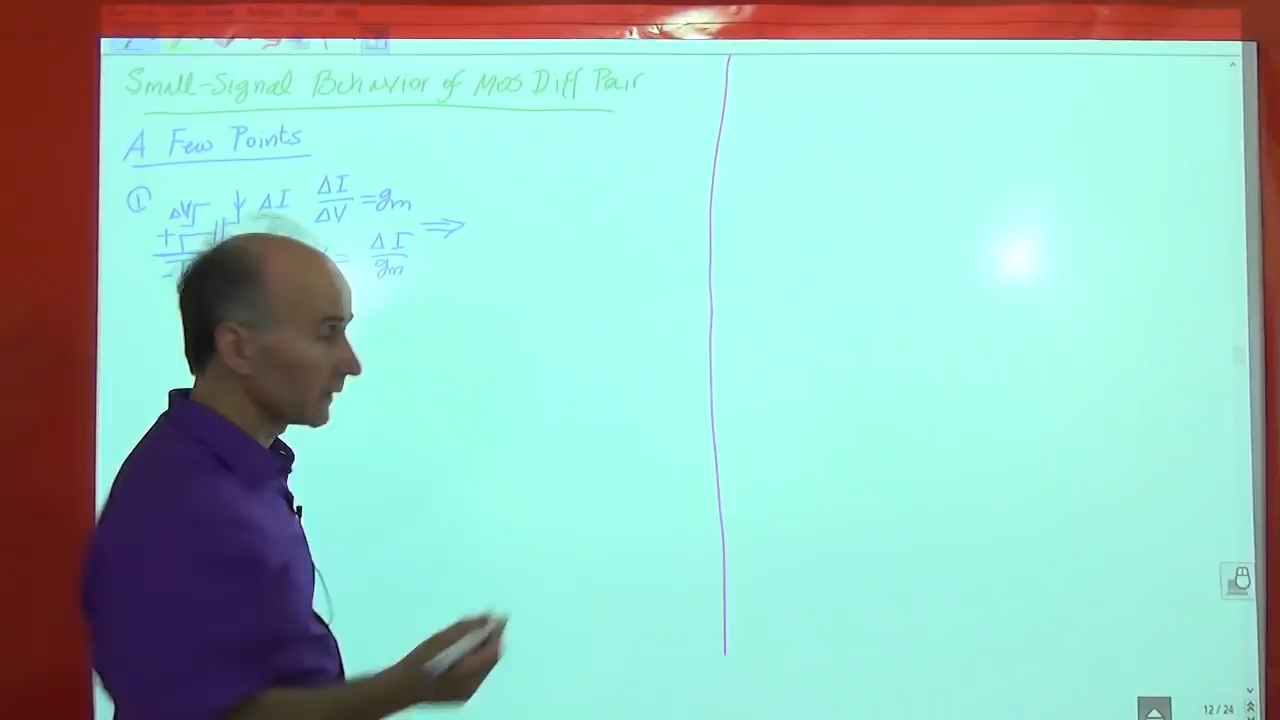 Small-Signal Behavior of MOS Diff Pair
A Few Points
① ΔV ΔI ΔI/ΔV = gm ⇒
+ = ΔI/gm
-
12 / 24